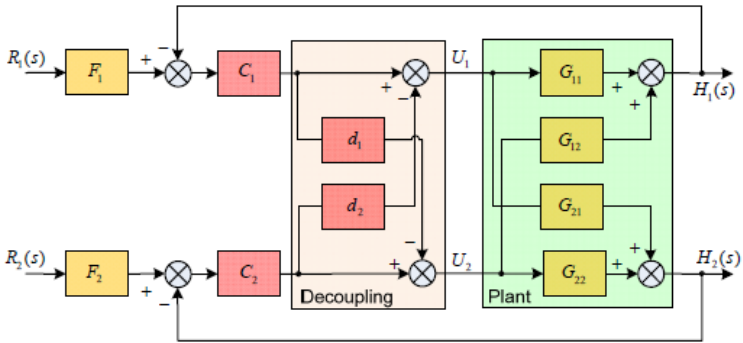 R₁(s) F₁ + − C₁ + − U₁ G₁₁ + + H₁(s)
d₁ G₁₂
d₂ G₂₁
R₂(s) F₂ + − C₂ + − U₂ G₂₂ + + H₂(s)
Decoupling Plant